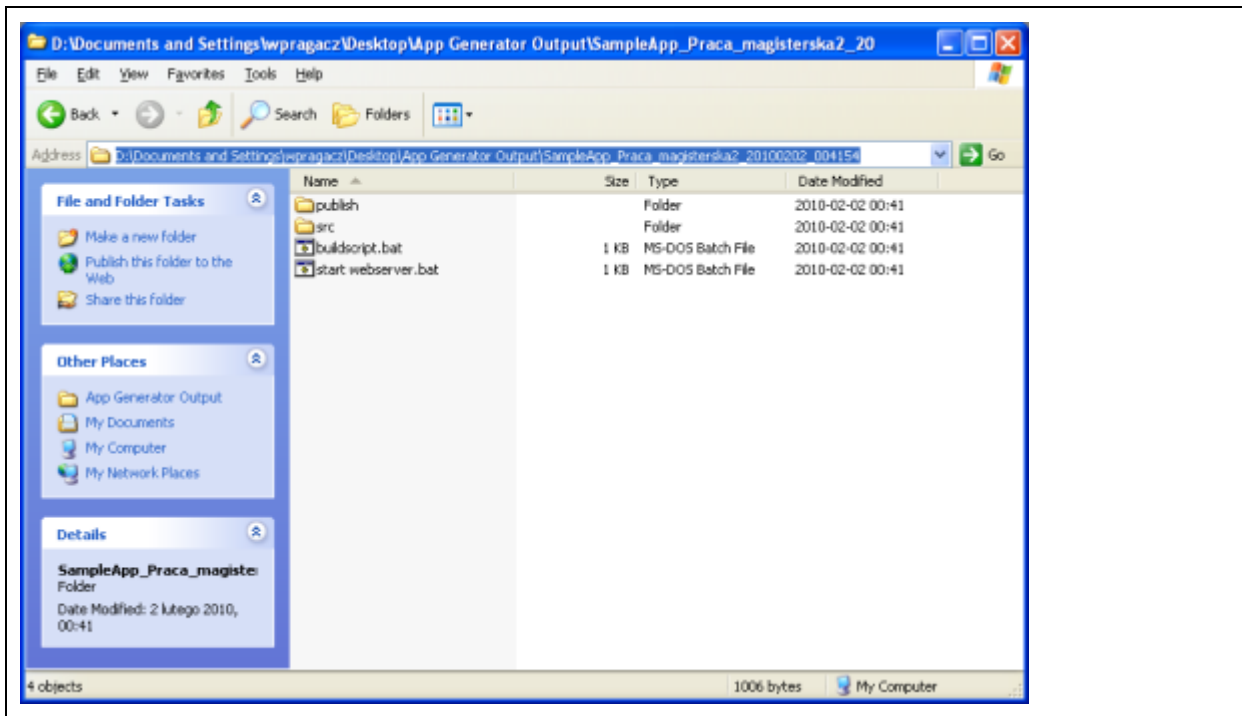 D:\Documents and Settings\wpragacz\Desktop\App Generator Output\SampleApp_Praca_magisterska2_20
File Edit View Favorites Tools Help
Back Search Folders
Address D:\Documents and Settings\wpragacz\Desktop\App Generator Output\SampleApp_Praca_magisterska2_20100202_004154 Go
Name Size Type Date Modified
publish Folder 2010-02-02 00:41
src Folder 2010-02-02 00:41
buildscript.bat 1 KB MS-DOS Batch File 2010-02-02 00:41
start webserver.bat 1 KB MS-DOS Batch File 2010-02-02 00:41
File and Folder Tasks
Make a new folder
Publish this folder to the
Web
Share this folder
Other Places
App Generator Output
My Documents
My Computer
My Network Places
Details
SampleApp_Praca_magister
Folder
Date Modified: 2 lutego 2010,
00:41
4 objects 1006 bytes My Computer